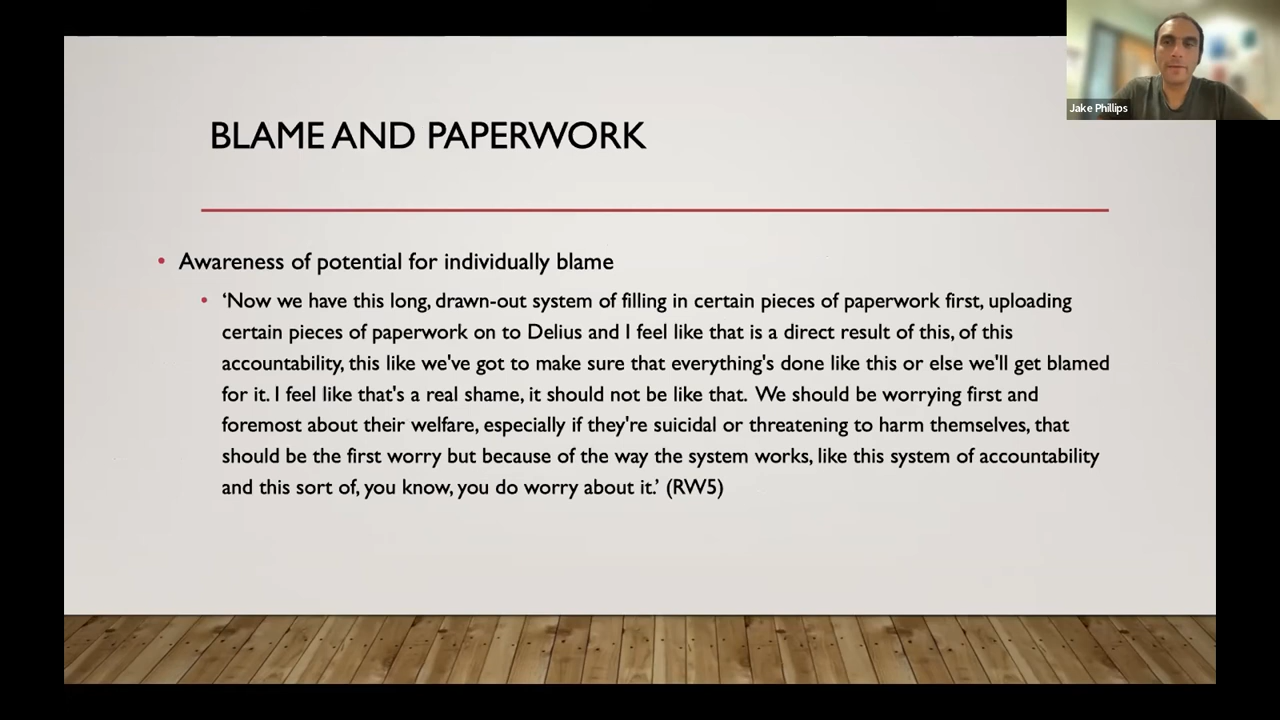 Jake Phillips
BLAME AND PAPERWORK
• Awareness of potential for individually blame
• ‘Now we have this long, drawn-out system of filling in certain pieces of paperwork first, uploading
certain pieces of paperwork on to Delius and I feel like that is a direct result of this, of this
accountability, this like we've got to make sure that everything's done like this or else we'll get blamed
for it. I feel like that's a real shame, it should not be like that. We should be worrying first and
foremost about their welfare, especially if they're suicidal or threatening to harm themselves, that
should be the first worry but because of the way the system works, like this system of accountability
and this sort of, you know, you do worry about it.’ (RW5)